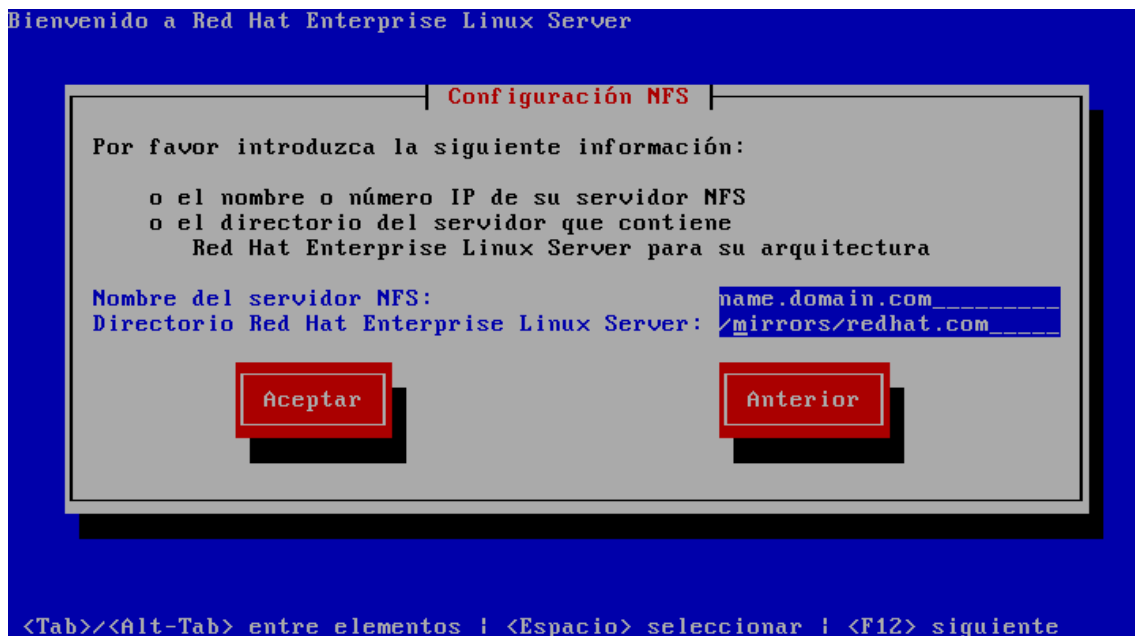 Bienvenido a Red Hat Enterprise Linux Server
Configuración NFS
Por favor introduzca la siguiente información:
o el nombre o número IP de su servidor NFS
o el directorio del servidor que contiene
Red Hat Enterprise Linux Server para su arquitectura
Nombre del servidor NFS: name.domain.com__________
Directorio Red Hat Enterprise Linux Server: /mirrors/redhat.com_____
Aceptar Anterior
<Tab>/<Alt-Tab> entre elementos | <Espacio> seleccionar | <F12> siguiente